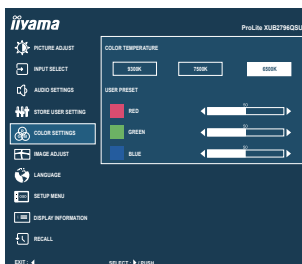 iiyama
ProLite XUB2796QSU
PICTURE ADJUST
INPUT SELECT
AUDIO SETTINGS
STORE USER SETTING
COLOR SETTINGS
IMAGE ADJUST
LANGUAGE
SETUP MENU
DISPLAY INFORMATION
RECALL
COLOR TEMPERATURE
9300K 7500K 6500K
USER PRESET
RED 50
GREEN 50
BLUE 50
EXIT : SELECT : / PUSH